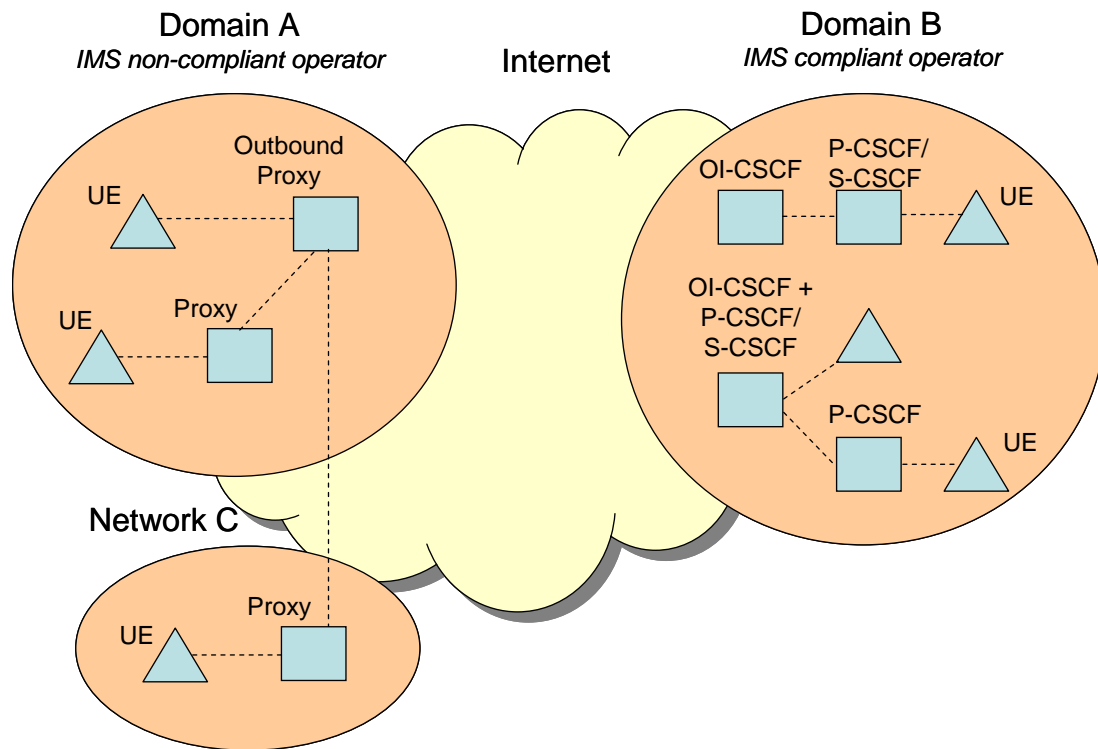 Domain A
IMS non-compliant operator
Internet
Domain B
IMS compliant operator
Outbound
Proxy
UE
UE
Proxy
OI-CSCF
P-CSCF/
S-CSCF
UE
OI-CSCF +
P-CSCF/
S-CSCF
P-CSCF
UE
Network C
Proxy
UE